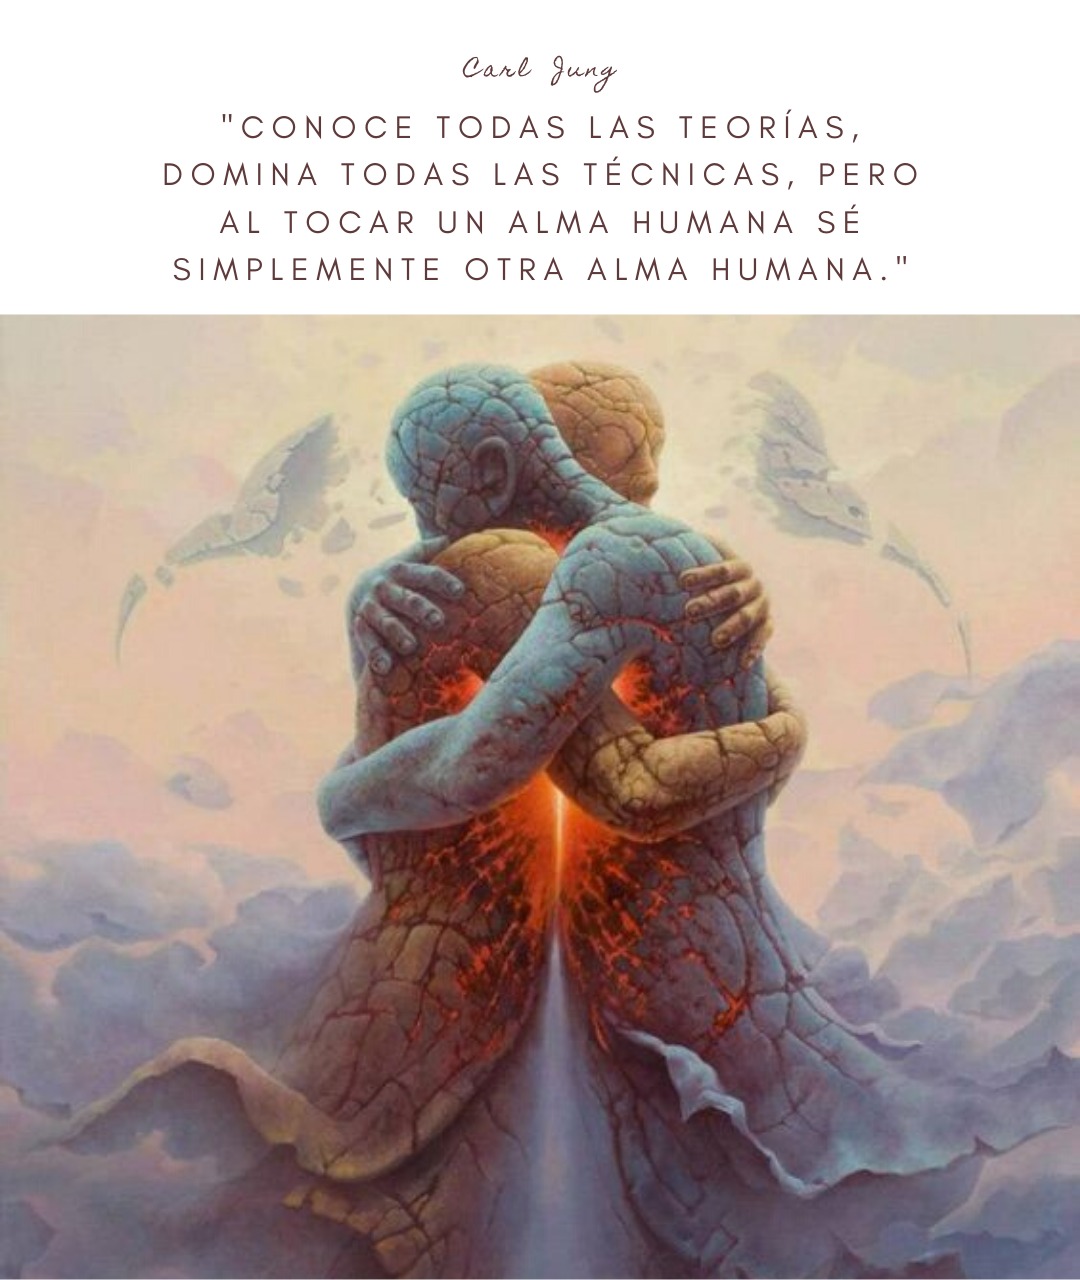 Carl Jung
"CONOCE TODAS LAS TEORÍAS,
DOMINA TODAS LAS TÉCNICAS, PERO
AL TOCAR UN ALMA HUMANA SÉ
SIMPLEMENTE OTRA ALMA HUMANA."